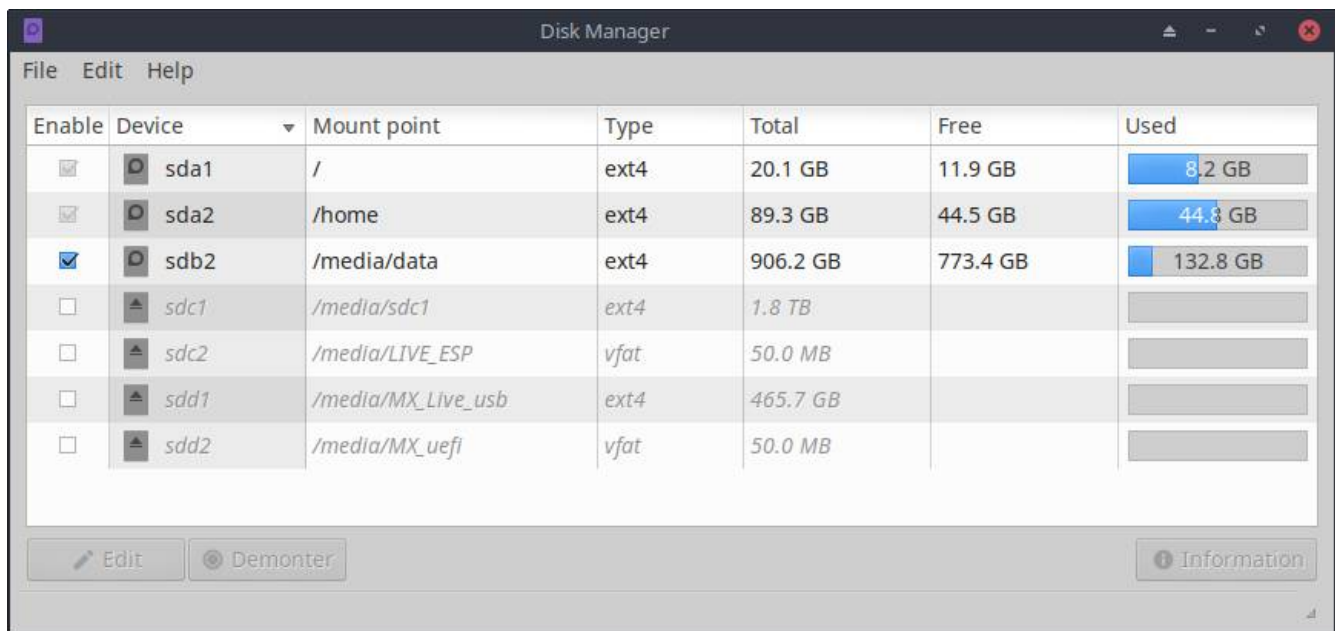 Disk Manager
File Edit Help
Enable Device Mount point Type Total Free Used
sda1 / ext4 20.1 GB 11.9 GB 8.2 GB
sda2 /home ext4 89.3 GB 44.5 GB 44.8 GB
sdb2 /media/data ext4 906.2 GB 773.4 GB 132.8 GB
sdc1 /media/sdc1 ext4 1.8 TB
sdc2 /media/LIVE_ESP vfat 50.0 MB
sdd1 /media/MX_Live_usb ext4 465.7 GB
sdd2 /media/MX_uefi vfat 50.0 MB
Edit Demonter Information